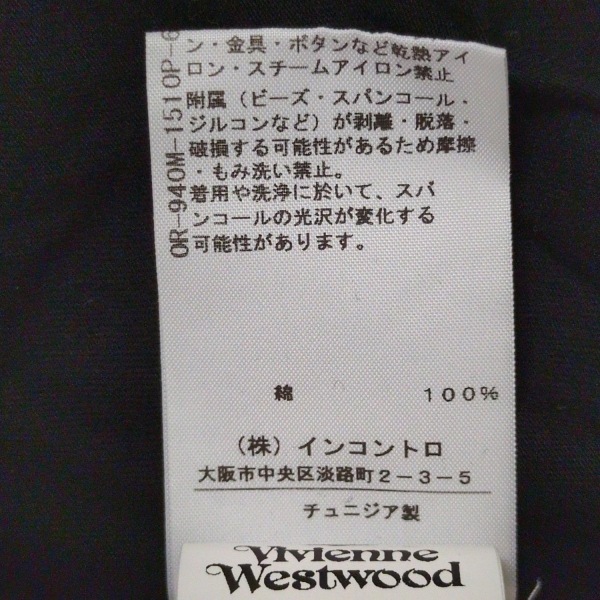 ン・金具・ボタンなど乾熱アイ
ロン・スチームアイロン禁止
附属（ビーズ・スパンコール・
ジルコンなど）が剥離・脱落・
破損する可能性があるため摩擦
・もみ洗い禁止。
着用や洗浄に於いて、スパ
ンコールの光沢が変化する
可能性があります。
OR-940M-1510P-6
綿 100%
（株）インコントロ
大阪市中央区淡路町2-3-5
チュニジア製
Vivienne
Westwood